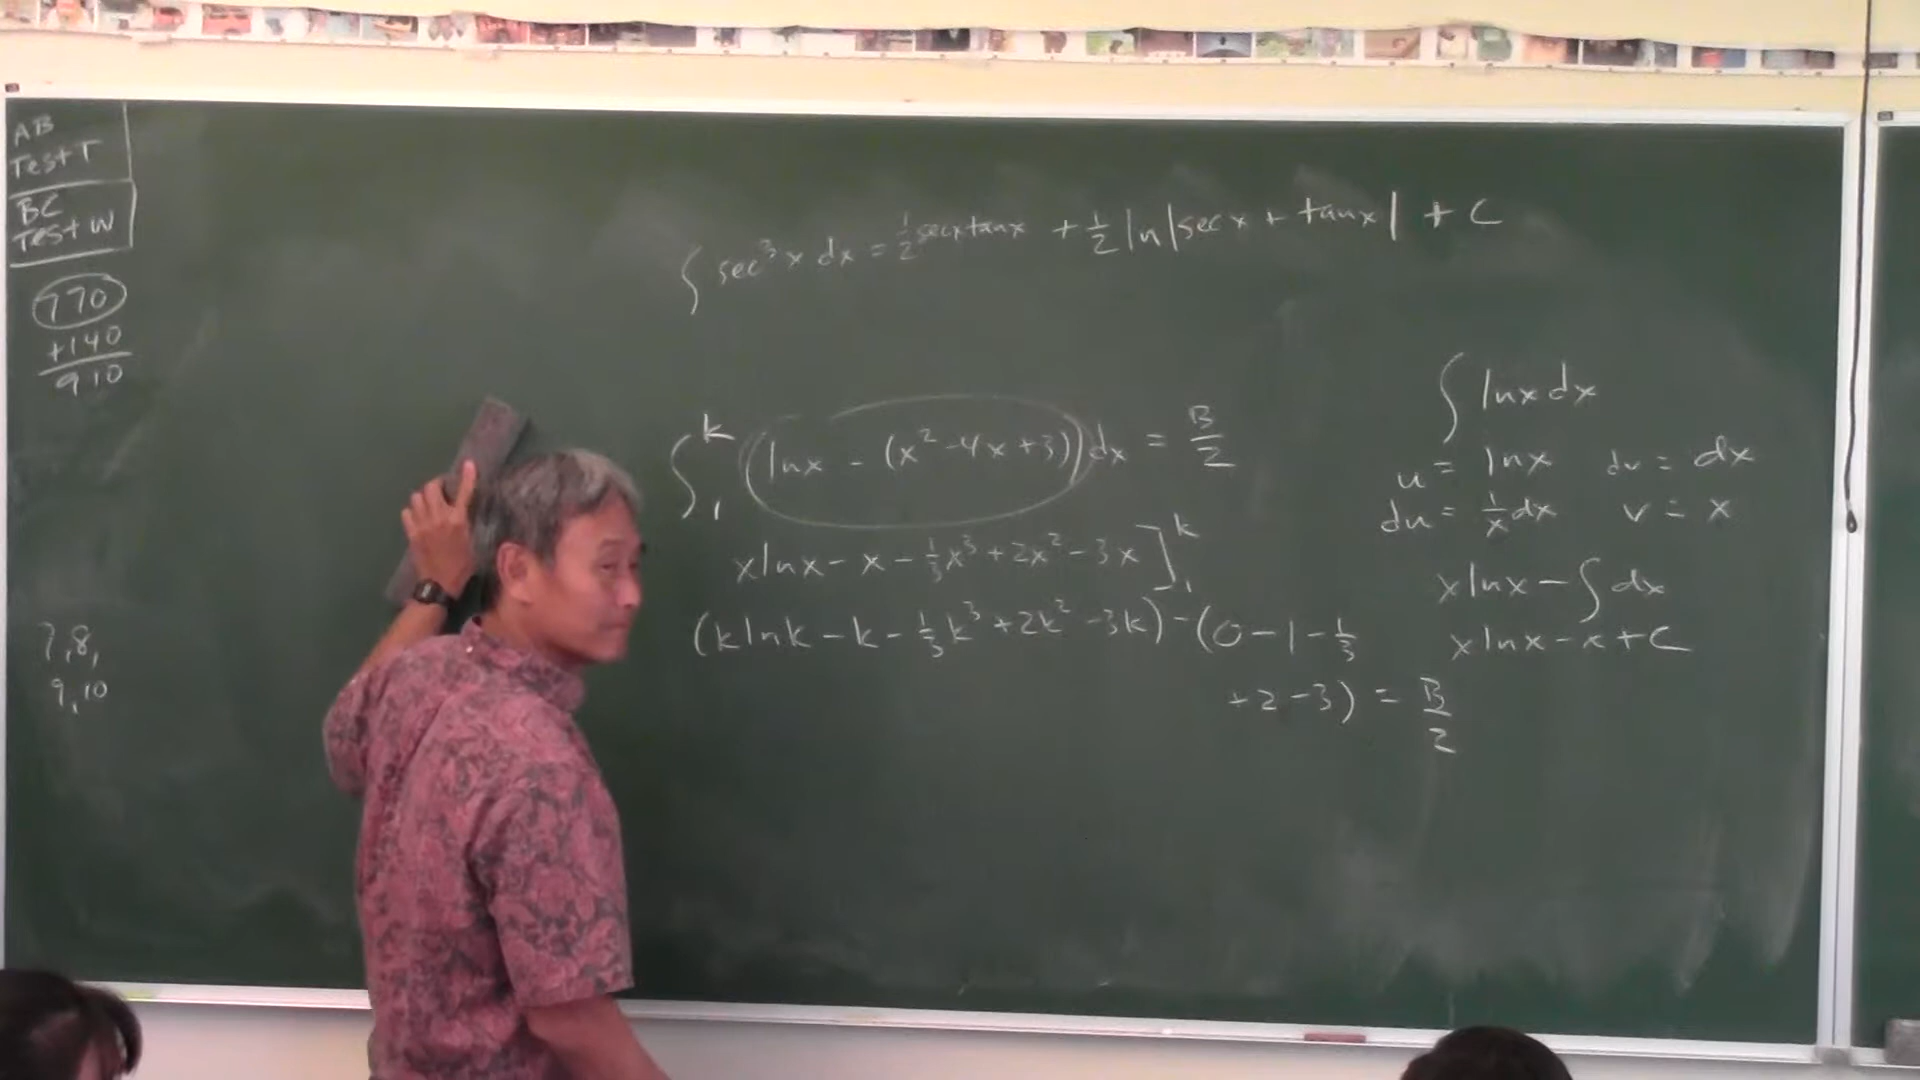 AB
Test T
BC
Test W
770
+140
910
7,8,
9,10
∫ sec³x dx = ½ secxtanx + ½ ln|secx + tanx| + C
∫₁ᵏ (lnx - (x²-4x+3))dx = B/2
xlnx - x - ⅓x³ + 2x² - 3x]₁ᵏ
(klnk - k - ⅓k³ + 2k² - 3k) - (0 - 1 - ⅓
+2 -3) = B/2
∫ lnx dx
u = lnx dv = dx
du = 1/x dx v = x
xlnx - ∫ dx
xlnx - x + C